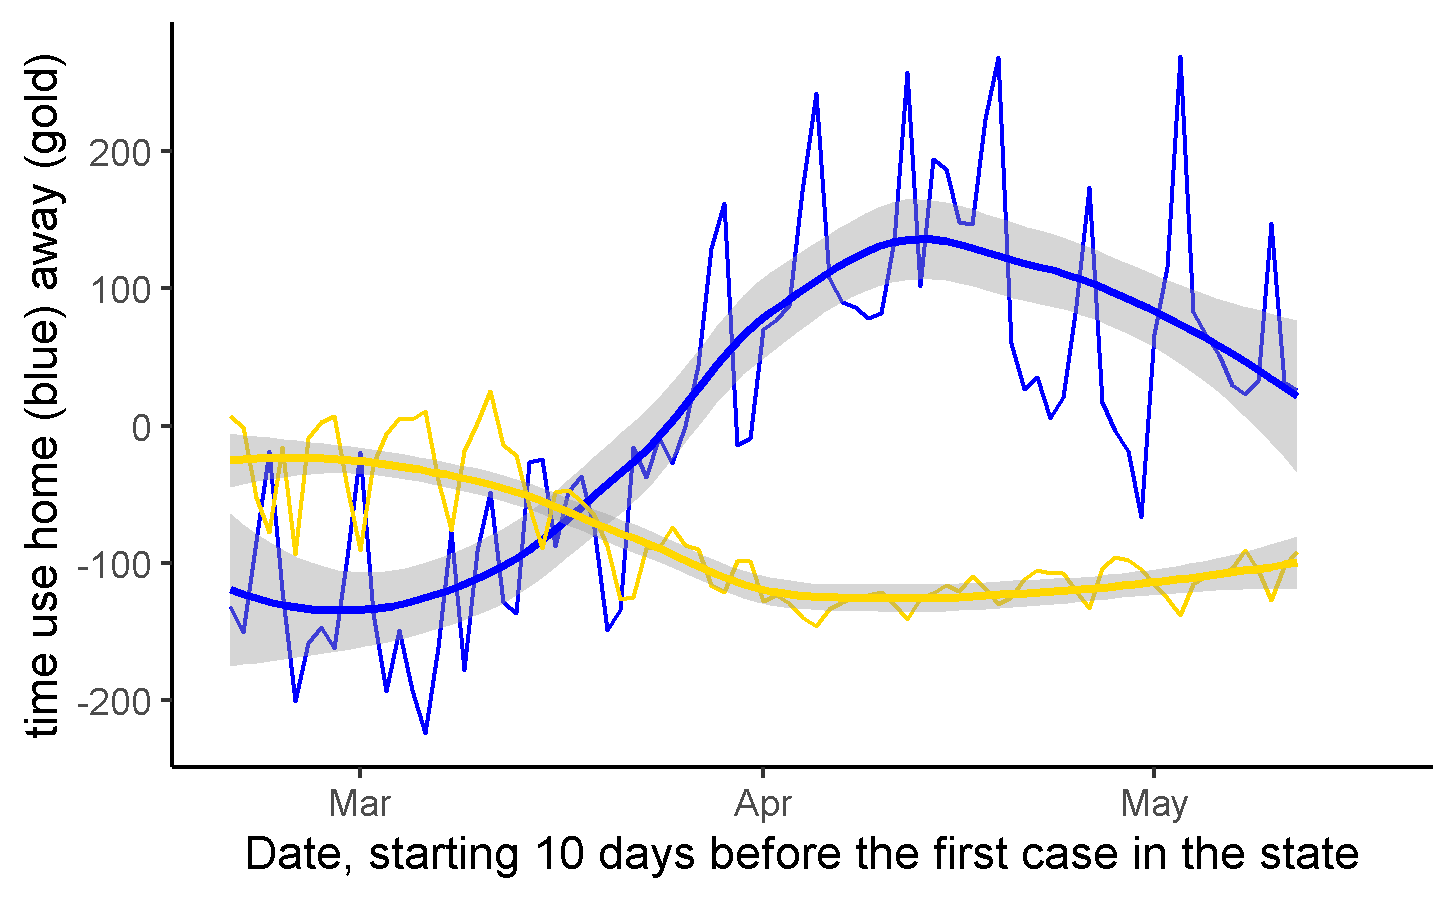 time use home (blue) away (gold)
200
100
0
-100
-200
Mar
Apr
May
Date, starting 10 days before the first case in the state